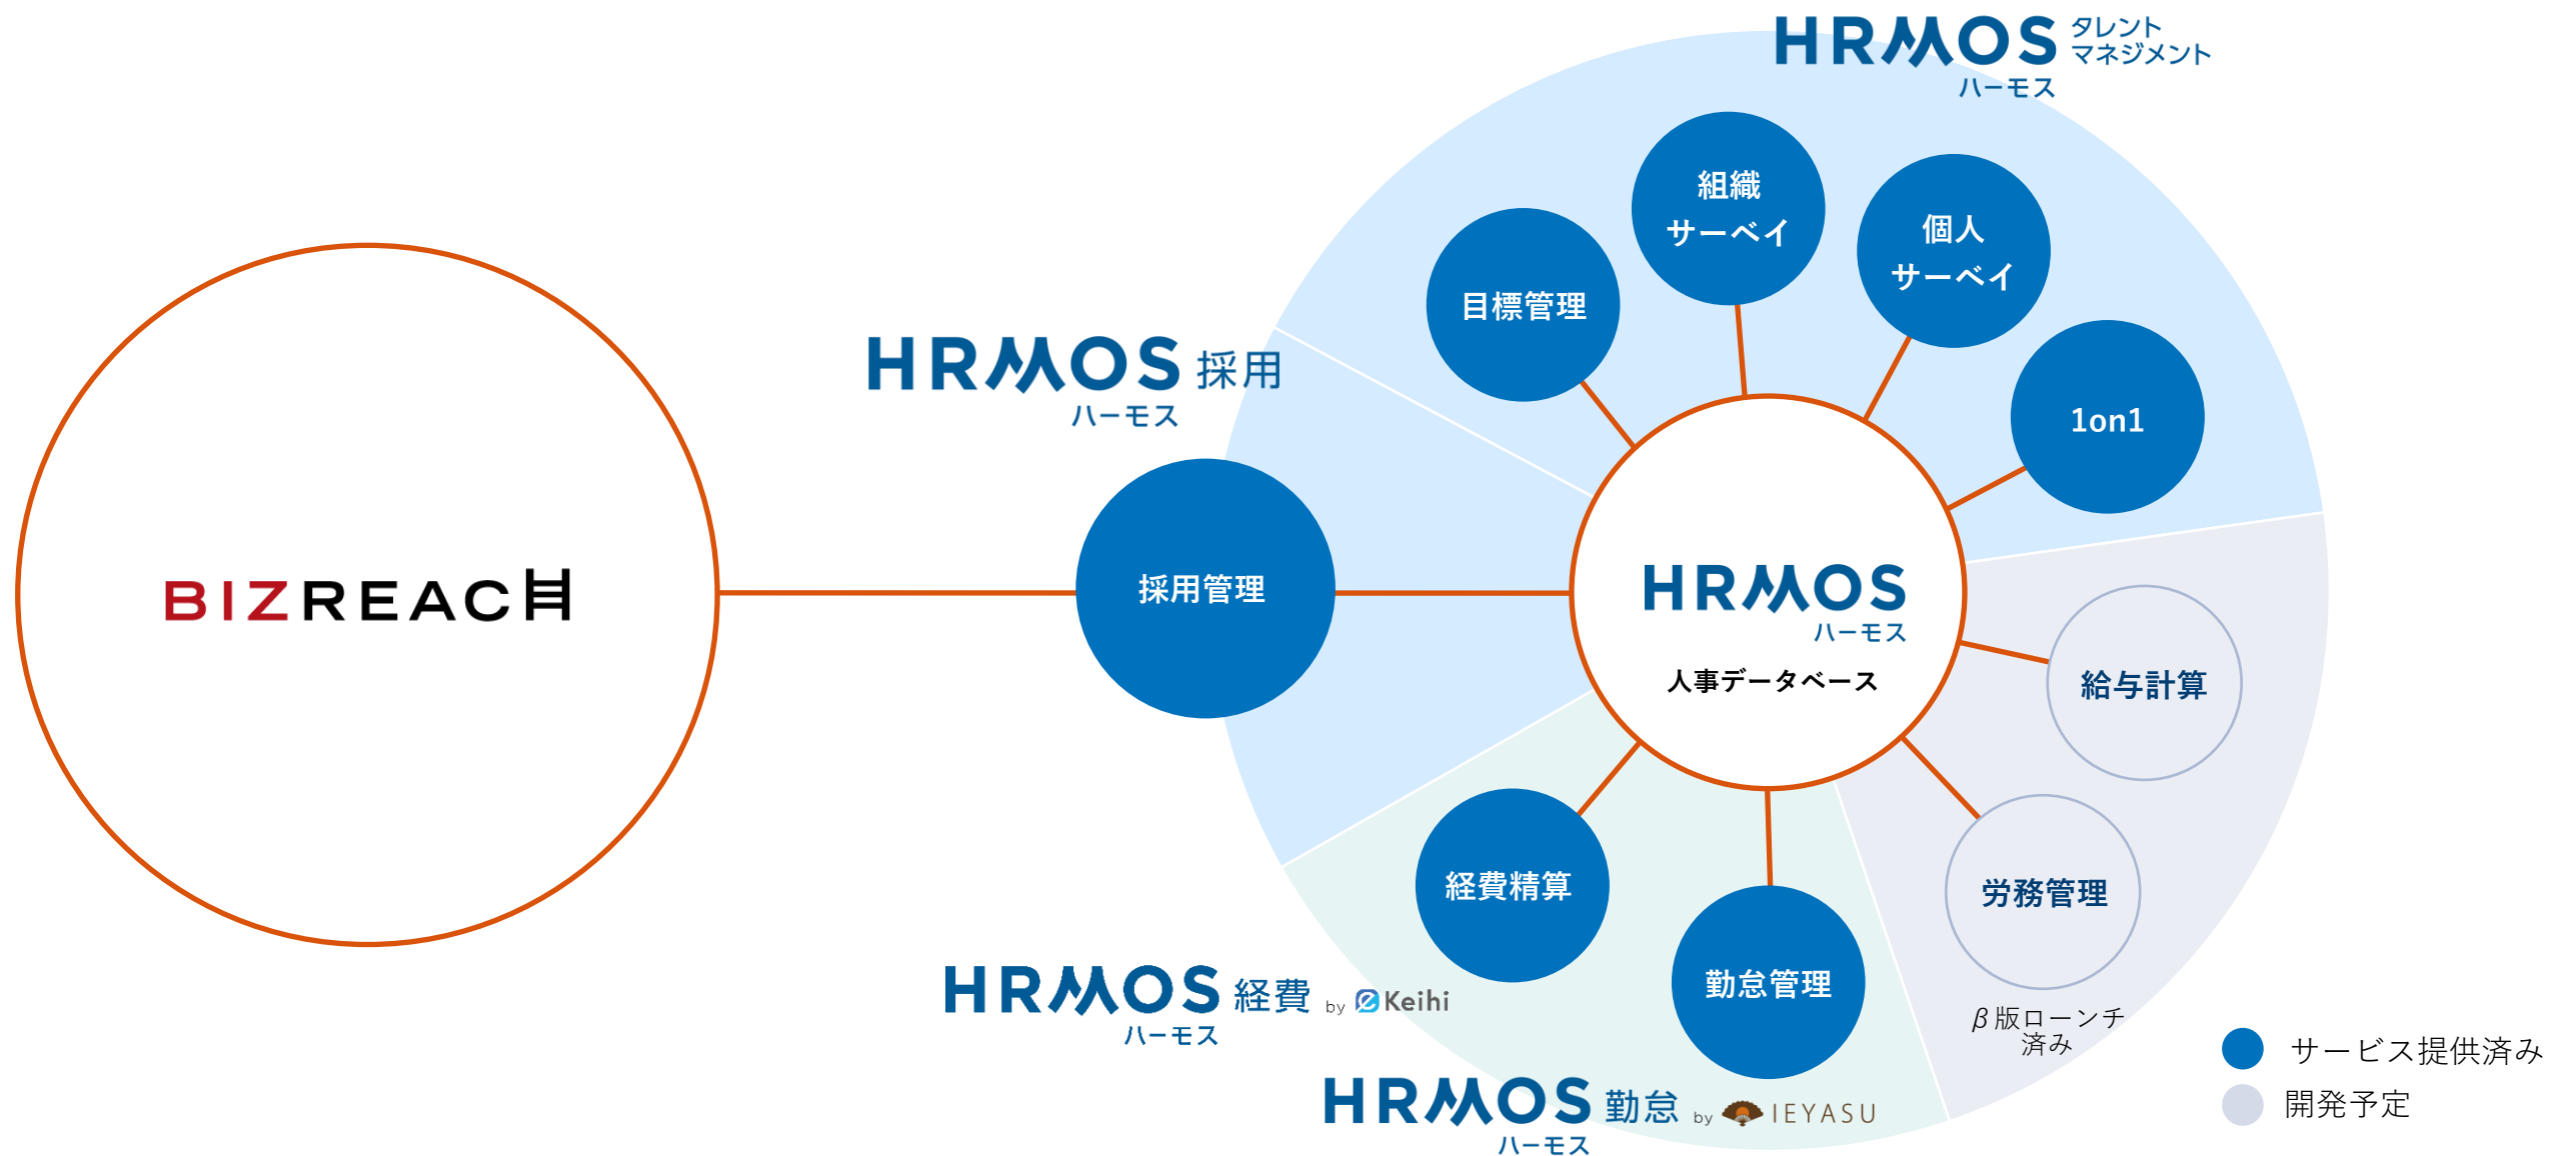 HRMOS タレント
マネジメント
ハーモス
組織
サーベイ
個人
サーベイ
目標管理
1on1
HRMOS 採用
ハーモス
BIZREACH
採用管理
HRMOS
ハーモス
人事データベース
給与計算
労務管理
β版ローンチ
済み
経費精算
勤怠管理
HRMOS 経費 by eKeihi
ハーモス
HRMOS 勤怠 by IEYASU
ハーモス
サービス提供済み
開発予定